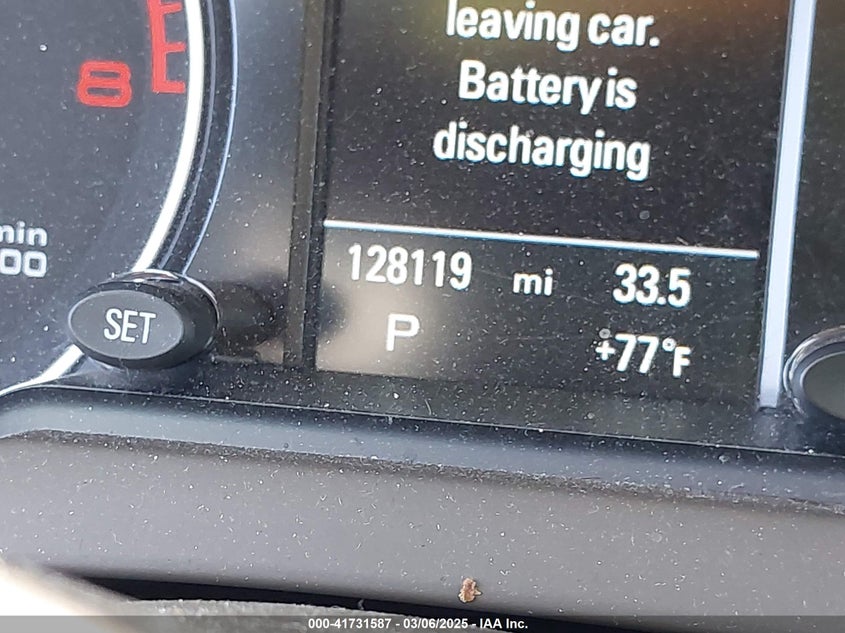 leaving car.
Battery is
discharging
8
min
00
128119 mi 33.5
SET
P
+77°F
000-41731587 - 03/06/2025 - IAA Inc.